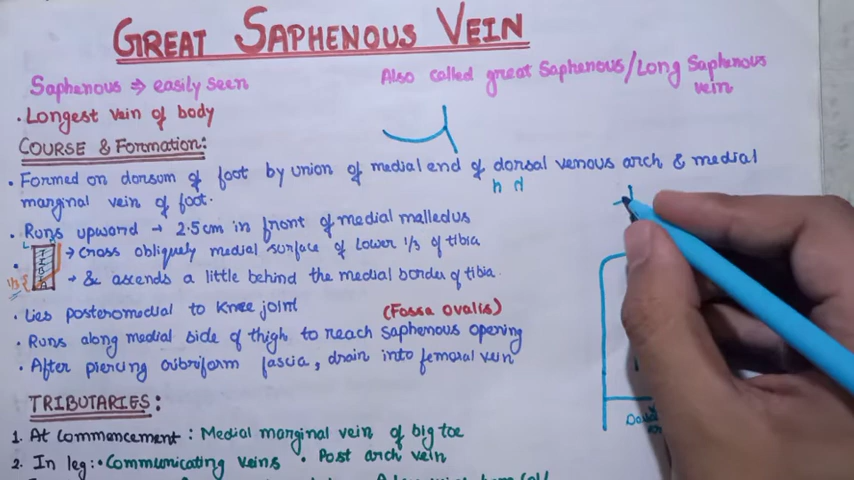 GREAT SAPHENOUS VEIN
Saphenous ⇒ easily seen
Also called great Saphenous/Long Saphenous vein
• Longest vein of body
COURSE & Formation:
• Formed on dorsum of foot by union of medial end of dorsal venous arch & medial
marginal vein of foot.
• Runs upward → 2.5cm in front of medial malledus
• → Cross obliquely medial surface of lower 1/3 of tibia
TIBIA
1/3
→ & ascends a little behind the medial border of tibia.
• Lies posteromedial to Knee joint
(Fossa Ovalis)
• Runs along medial side of thigh to reach saphenous opening
• After piercing cribriform fascia, drain into femoral vein
TRIBUTARIES:
1. At commencement : Medial marginal vein of big toe
2. In leg: • Communicating veins • Post arch vein